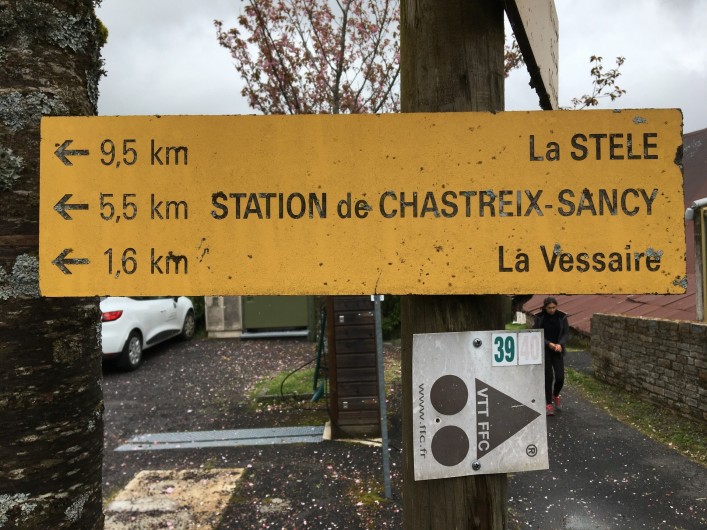 ← 9,5 km La STELE
← 5,5 km STATION de CHASTREIX-SANCY
← 1,6 km La Vessaire
39 40
VTT FFC
®
www.ffc.fr